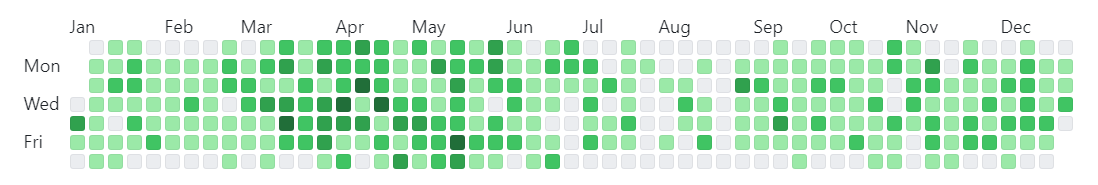 Jan Feb Mar Apr May Jun Jul Aug Sep Oct Nov Dec
Mon
Wed
Fri